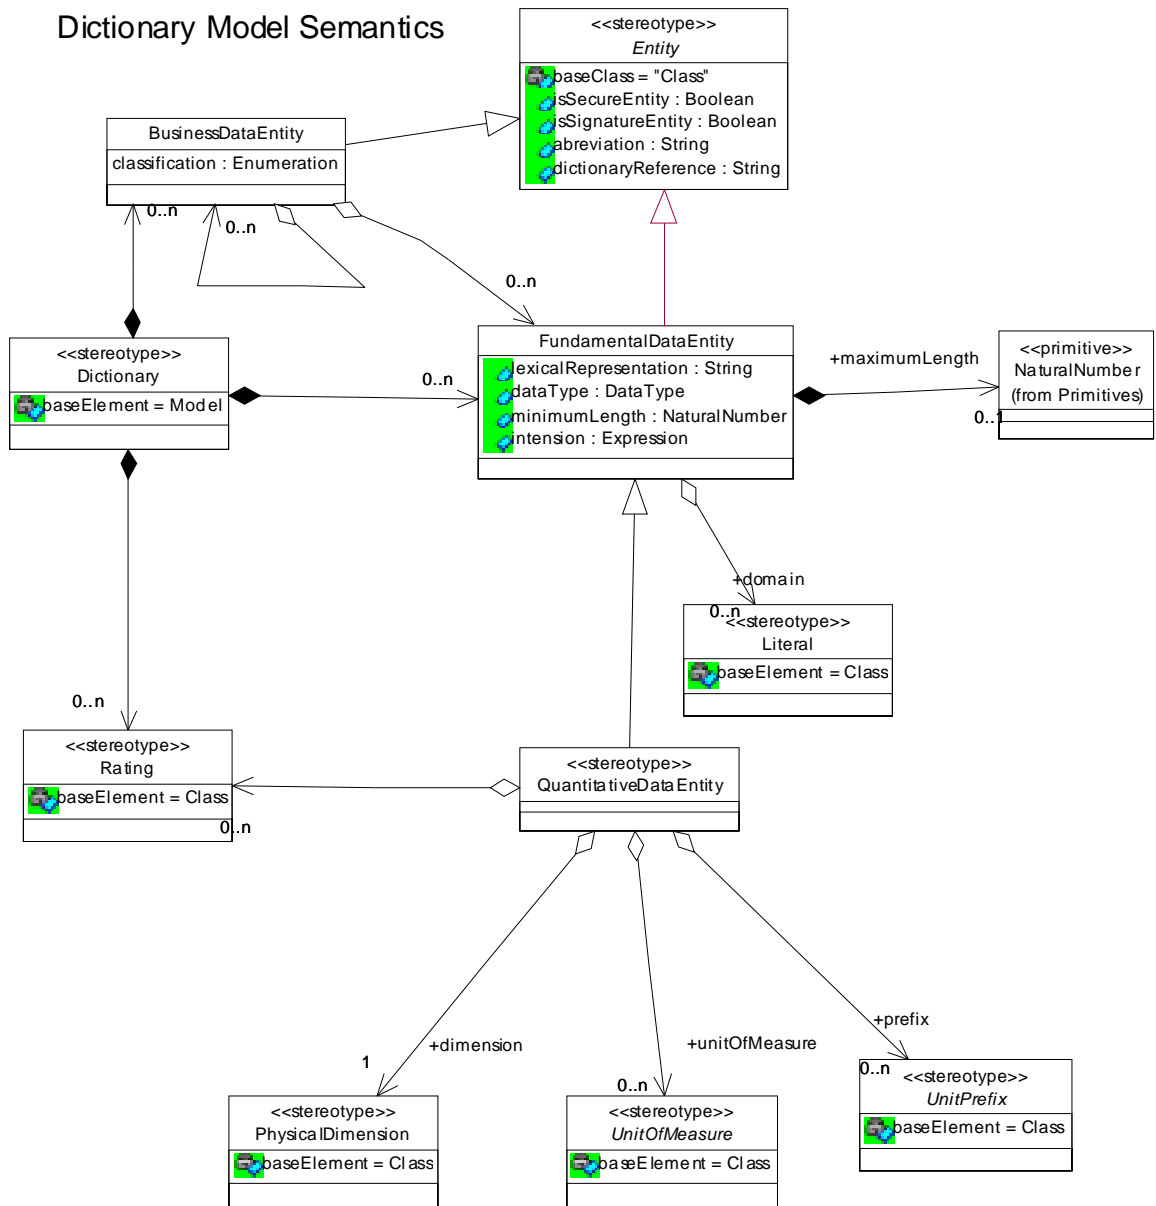 Dictionary Model Semantics
<<stereotype>>
Entity
baseClass = "Class"
isSecureEntity : Boolean
isSignatureEntity : Boolean
abreviation : String
dictionaryReference : String
BusinessDataEntity
classification : Enumeration
0..n
0..n
0..n
<<stereotype>>
Dictionary
baseElement = Model
0..n
FundamentalDataEntity
lexicalRepresentation : String
dataType : DataType
minimumLength : NaturalNumber
intension : Expression
+maximumLength
0..1
<<primitive>>
NaturalNumber
(from Primitives)
+domain
0..n
<<stereotype>>
Literal
baseElement = Class
0..n
<<stereotype>>
Rating
baseElement = Class
0..n
<<stereotype>>
QuantitativeDataEntity
+dimension
1
+unitOfMeasure
0..n
+prefix
0..n
<<stereotype>>
PhysicalDimension
baseElement = Class
<<stereotype>>
UnitOfMeasure
baseElement = Class
<<stereotype>>
UnitPrefix
baseElement = Class